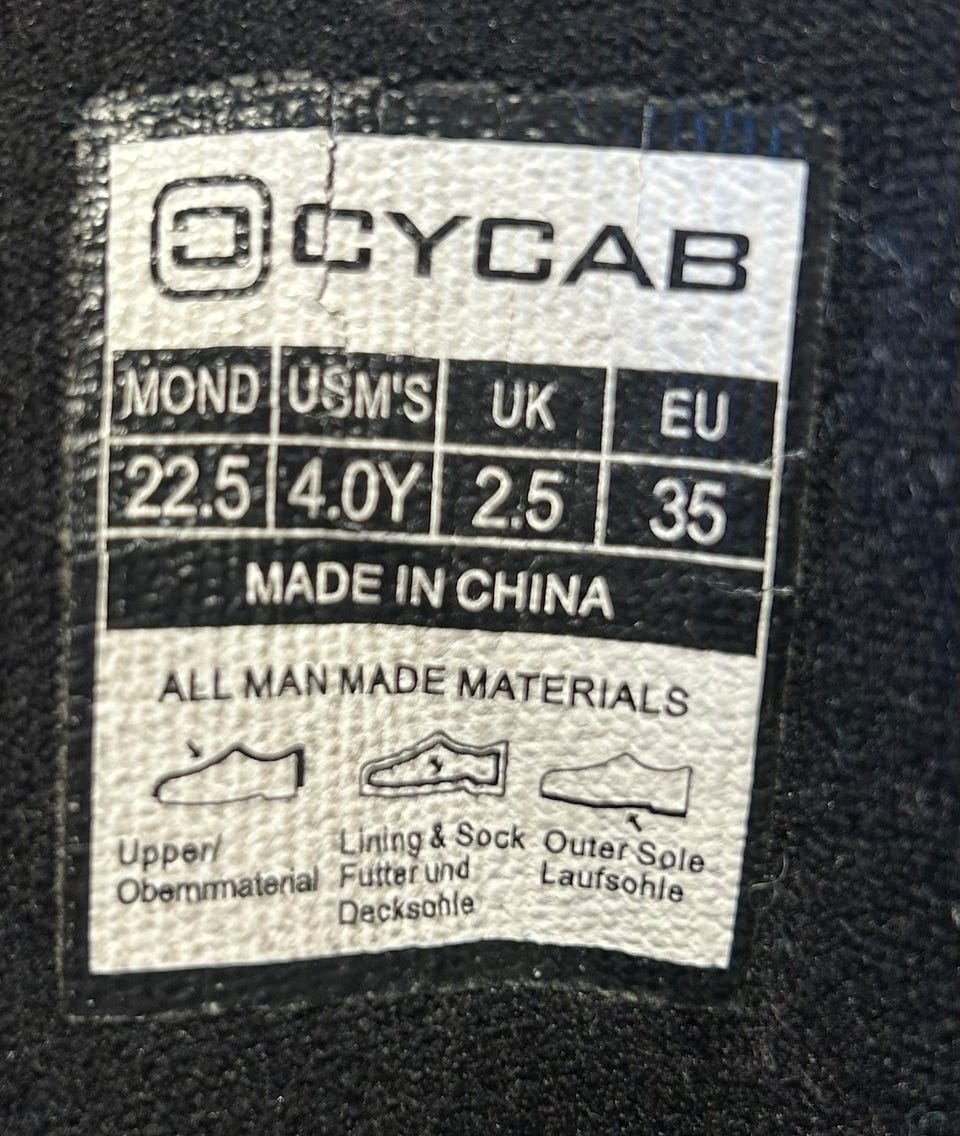 CYCAB
MOND USM'S UK EU
22.5 4.0Y 2.5 35
MADE IN CHINA
ALL MAN MADE MATERIALS
Upper/
Obernmaterial
Lining & Sock
Futter und
Decksohle
Outer Sole
Laufsohle